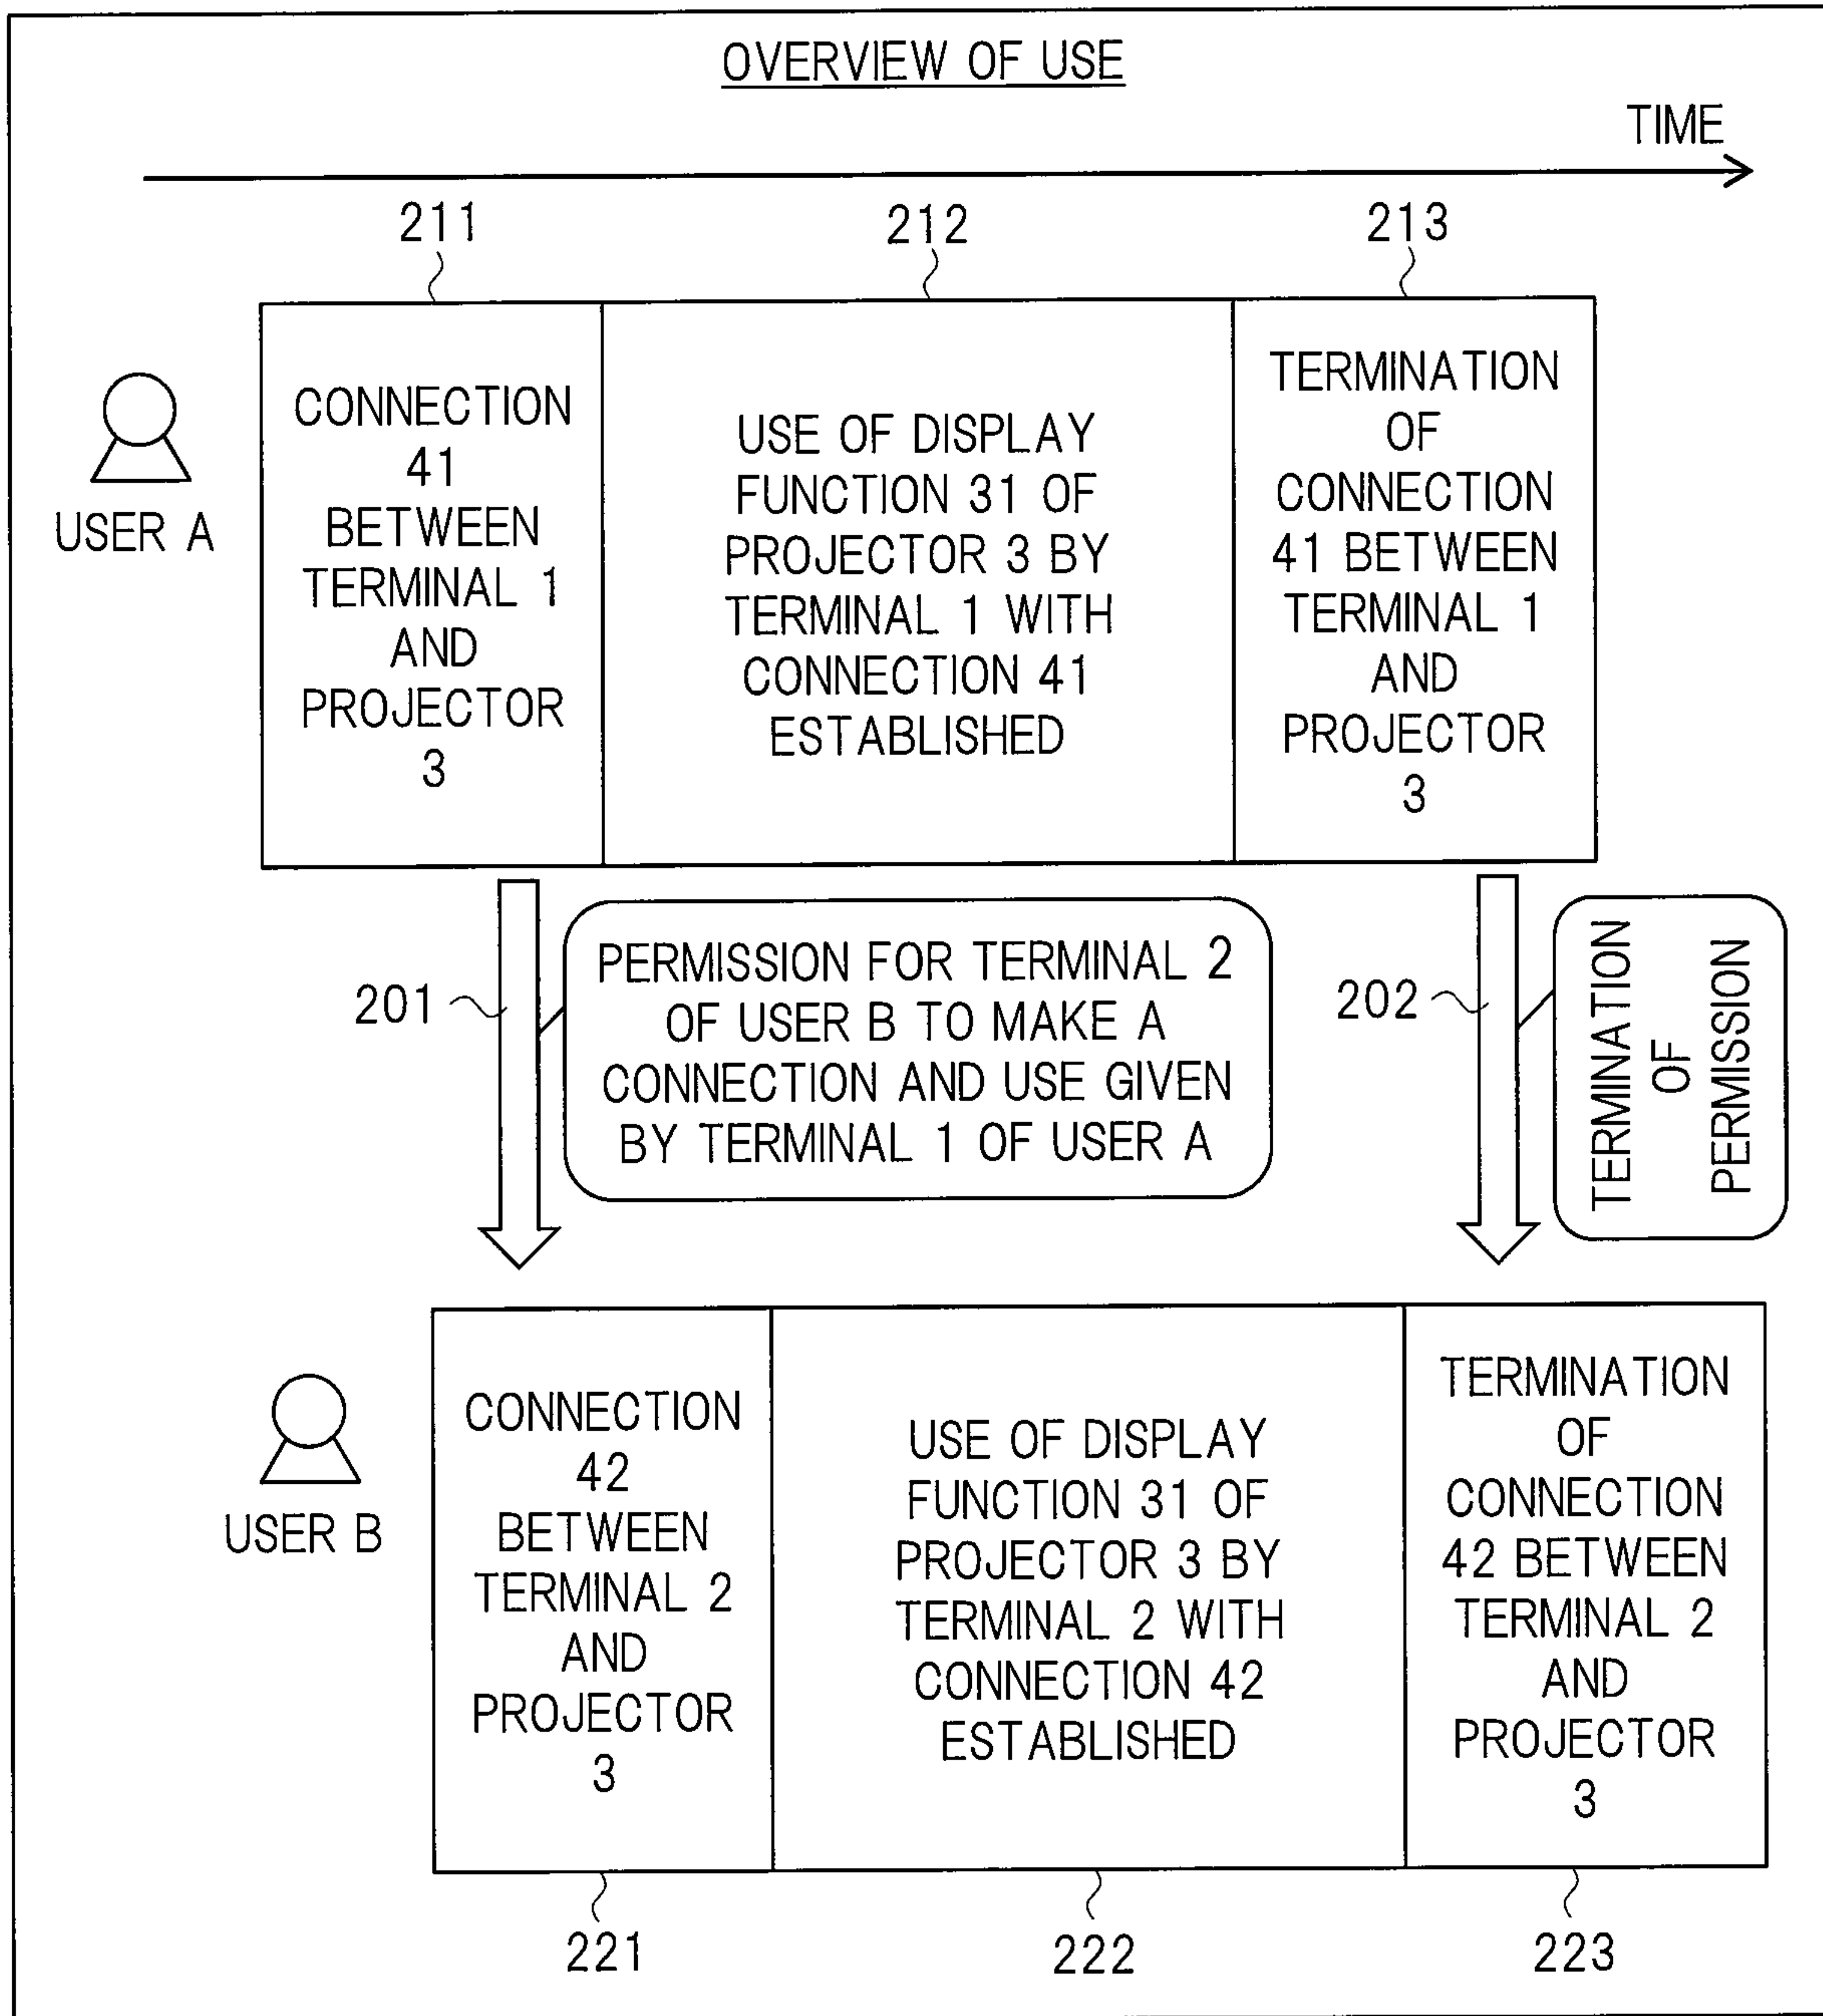 OVERVIEW OF USE
TIME
211
212
213
USER A
CONNECTION
41
BETWEEN
TERMINAL 1
AND
PROJECTOR
3
USE OF DISPLAY
FUNCTION 31 OF
PROJECTOR 3 BY
TERMINAL 1 WITH
CONNECTION 41
ESTABLISHED
TERMINATION
OF
CONNECTION
41 BETWEEN
TERMINAL 1
AND
PROJECTOR
3
201
PERMISSION FOR TERMINAL 2
OF USER B TO MAKE A
CONNECTION AND USE GIVEN
BY TERMINAL 1 OF USER A
202
TERMINATION
OF
PERMISSION
USER B
CONNECTION
42
BETWEEN
TERMINAL 2
AND
PROJECTOR
3
USE OF DISPLAY
FUNCTION 31 OF
PROJECTOR 3 BY
TERMINAL 2 WITH
CONNECTION 42
ESTABLISHED
TERMINATION
OF
CONNECTION
42 BETWEEN
TERMINAL 2
AND
PROJECTOR
3
221
222
223